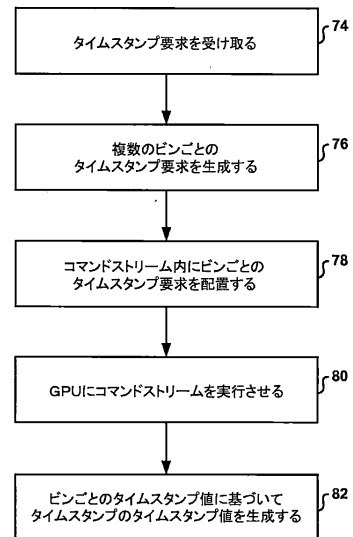 タイムスタンプ要求を受け取る
74
複数のビンごとの
タイムスタンプ要求を生成する
76
コマンドストリーム内にビンごとの
タイムスタンプ要求を配置する
78
GPUにコマンドストリームを実行させる
80
ビンごとのタイムスタンプ値に基づいて
タイムスタンプのタイムスタンプ値を生成する
82